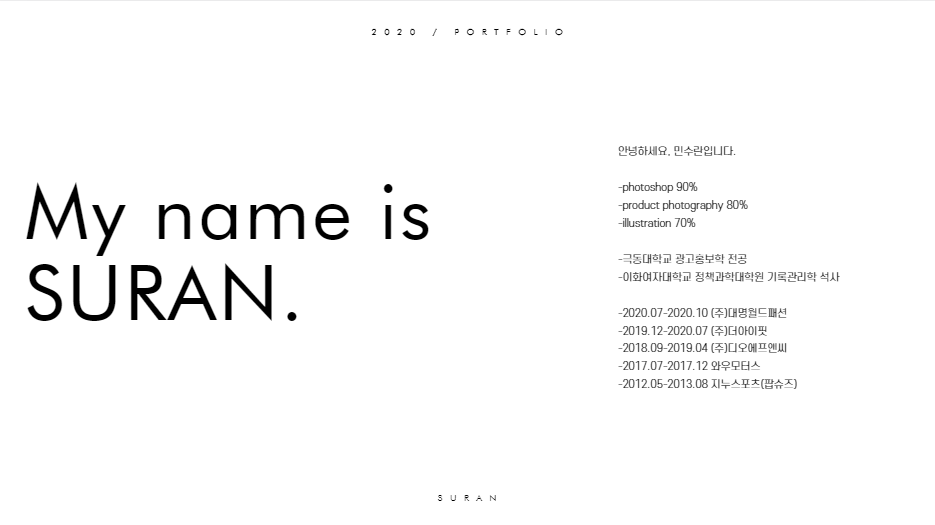 2020 / PORTFOLIO
My name is
SURAN.
안녕하세요, 민수란입니다.
-photoshop 90%
-product photography 80%
-illustration 70%
-극동대학교 광고홍보학 전공
-이화여자대학교 정책과학대학원 기록관리학 석사
-2020.07-2020.10 (주)대명월드패션
-2019.12-2020.07 (주)더아이핏
-2018.09-2019.04 (주)디오에프앤씨
-2017.07-2017.12 와우모터스
-2012.05-2013.08 지누스포츠(팝슈즈)
SURAN